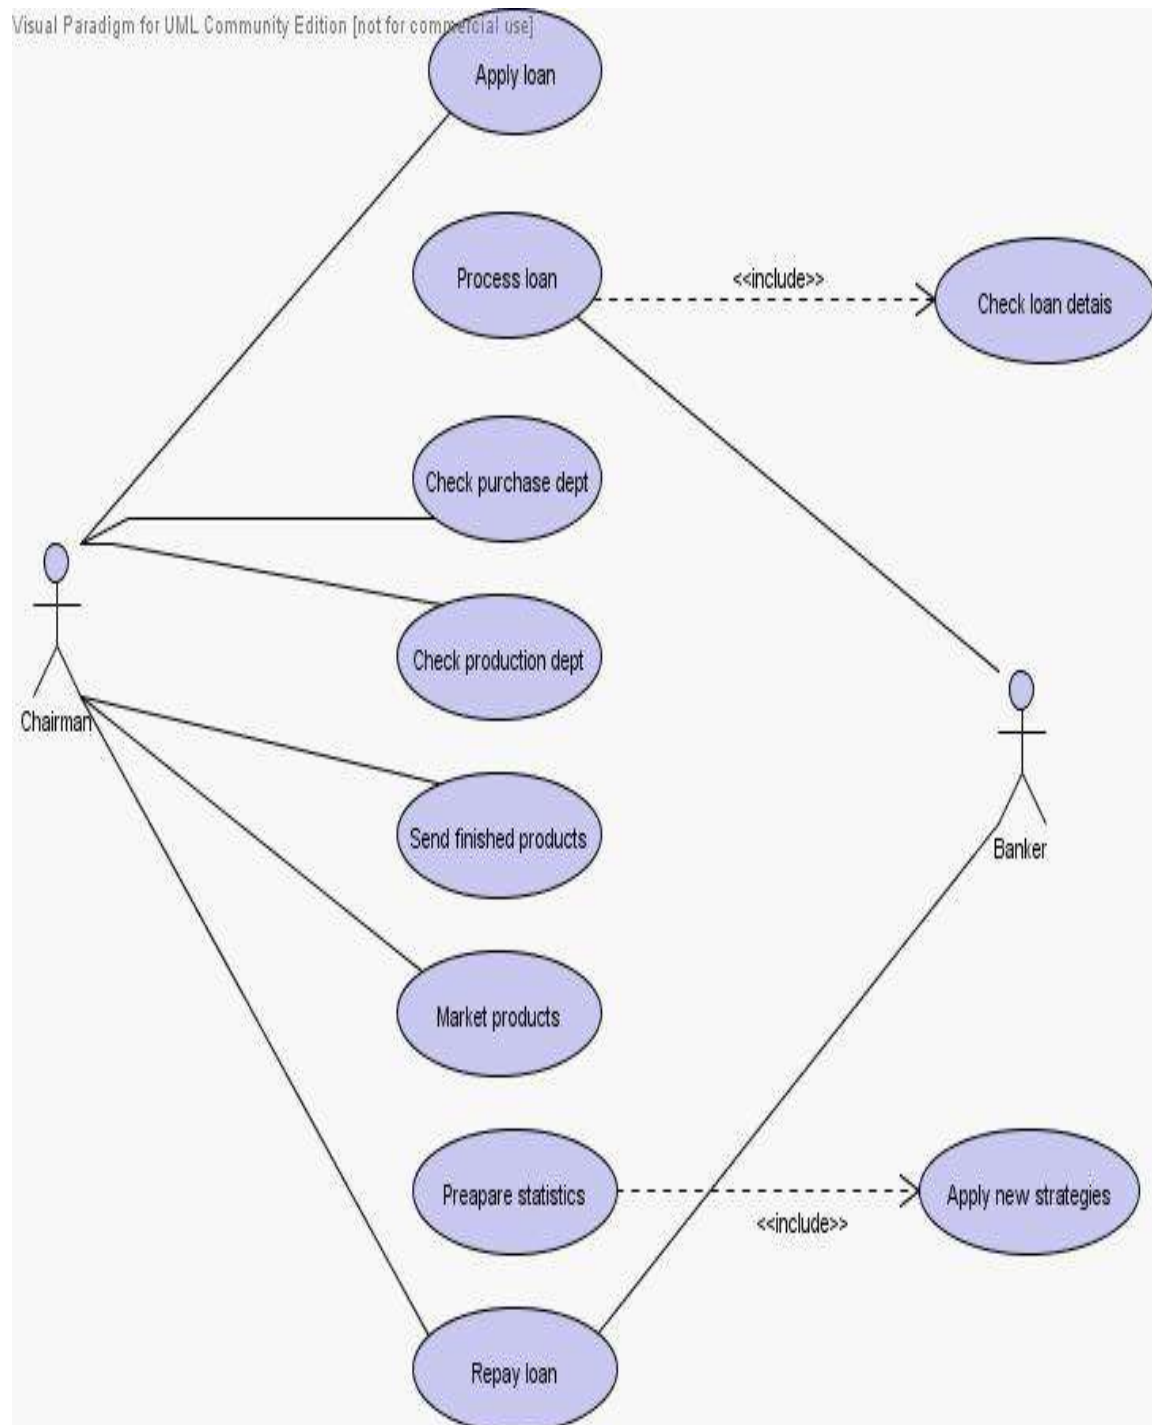 Visual Paradigm for UML Community Edition [not for commercial use]
Apply loan
Process loan
<<include>>
Check loan detais
Check purchase dept
Check production dept
Chairman
Send finished products
Banker
Market products
Preapare statistics
<<include>>
Apply new strategies
Repay loan